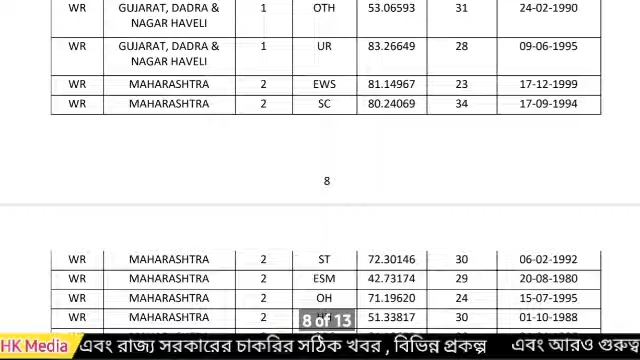 WR GUJARAT, DADRA & NAGAR HAVELI 1 OTH 53.06593 31 24-02-1990
WR GUJARAT, DADRA & NAGAR HAVELI 1 UR 83.26649 28 09-06-1995
WR MAHARASHTRA 2 EWS 81.14967 23 17-12-1999
WR MAHARASHTRA 2 SC 80.24069 34 17-09-1994
8
WR MAHARASHTRA 2 ST 72.30146 30 06-02-1992
WR MAHARASHTRA 2 ESM 42.73174 29 20-08-1980
WR MAHARASHTRA 2 OH 71.19620 24 15-07-1995
WR MAHARASHTRA 2 51.33817 30 01-10-1988
8 of 13
HK Media এবং রাজ্য সরকারের চাকরির সঠিক খবর , বিভিন্ন প্রকল্প এবং আরও